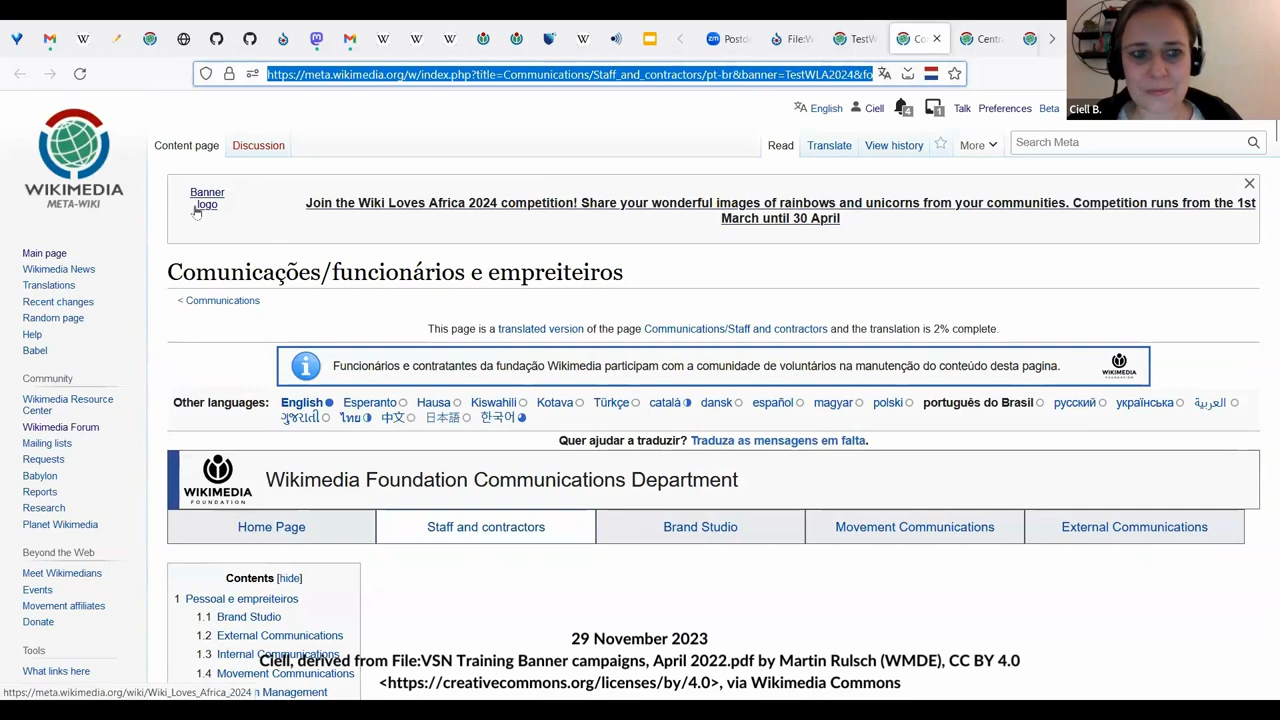 Co
TestW
Centr
File:W
Postc
https://meta.wikimedia.org/w/index.php?title=Communications/Staff_and_contractors/pt-br&banner=TestWLA2024&fo
Ciell B.
English Ciell 4 1 Talk Preferences Beta
Content page Discussion Read Translate View history More Search Meta
WIKIMEDIA
META-WIKI
Banner
logo
Join the Wiki Loves Africa 2024 competition! Share your wonderful images of rainbows and unicorns from your communities. Competition runs from the 1st
March until 30 April
Main page
Wikimedia News
Translations
Recent changes
Random page
Help
Babel
Community
Wikimedia Resource
Center
Wikimedia Forum
Mailing lists
Requests
Babylon
Reports
Research
Planet Wikimedia
Beyond the Web
Meet Wikimedians
Events
Movement affiliates
Donate
Tools
What links here
Comunicações/funcionários e empreiteiros
< Communications
This page is a translated version of the page Communications/Staff and contractors and the translation is 2% complete.
Funcionários e contratantes da fundação Wikimedia participam com a comunidade de voluntários na manutenção do conteúdo desta pagina.
WIKIMEDIA
Other languages: English Esperanto Hausa Kiswahili Kotava Türkçe català dansk español magyar polski português do Brasil русский українська العربية
ગુજરાતી ไทย 中文 日本語 한국어
Quer ajudar a traduzir? Traduza as mensagens em falta.
WIKIMEDIA
FOUNDATION
Wikimedia Foundation Communications Department
Home Page Staff and contractors Brand Studio Movement Communications External Communications
Contents [hide]
1 Pessoal e empreiteiros
1.1 Brand Studio
1.2 External Communications
1.3 Internal Communications
1.4 Movement Communications
n Management
29 November 2023
Ciell, derived from File:VSN Training Banner campaigns, April 2022.pdf by Martin Rulsch (WMDE), CC BY 4.0
<https://creativecommons.org/licenses/by/4.0>, via Wikimedia Commons
https://meta.wikimedia.org/wiki/Wiki_Loves_Africa_2024